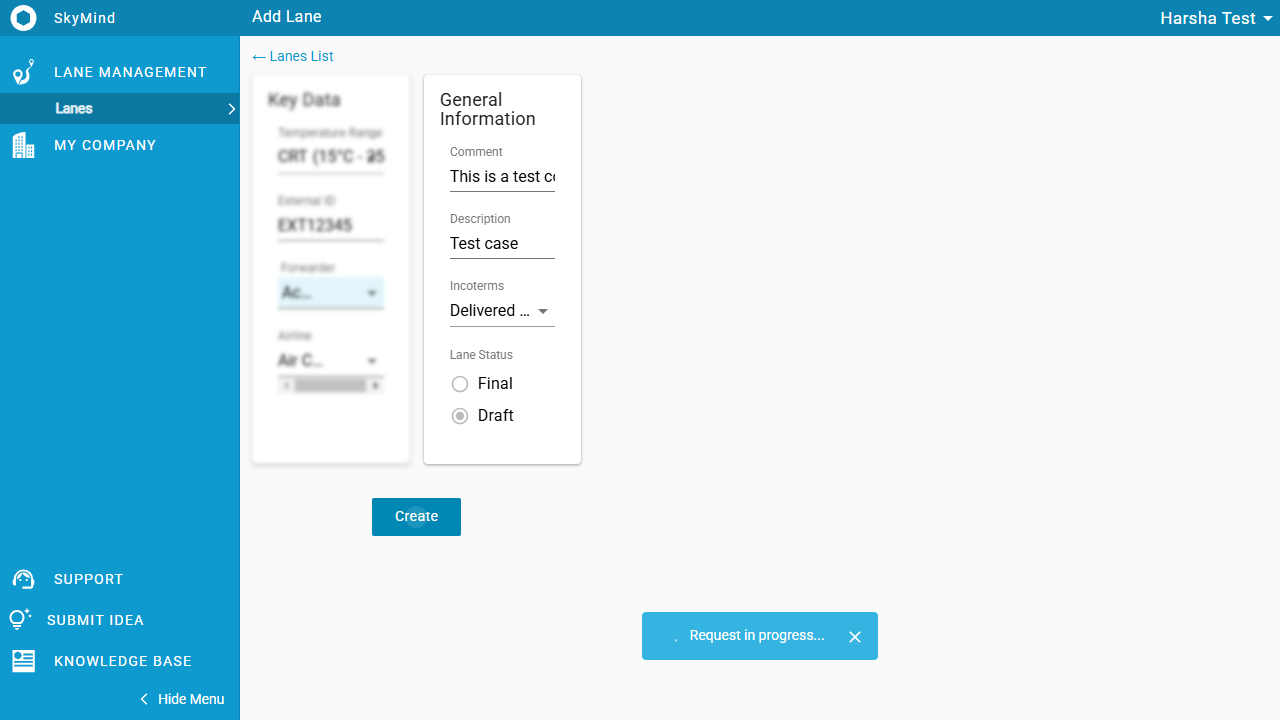 SkyMind
Add Lane
Harsha Test
LANE MANAGEMENT
Lanes
MY COMPANY
← Lanes List
Key Data
Temperature Range
CRT (15°C - 25
External ID
EXT12345
Forwarder
Ac...
Airline
Air C...
General
Information
Comment
This is a test co
Description
Test case
Incoterms
Delivered ...
Lane Status
Final
Draft
Create
Request in progress...
SUPPORT
SUBMIT IDEA
KNOWLEDGE BASE
Hide Menu